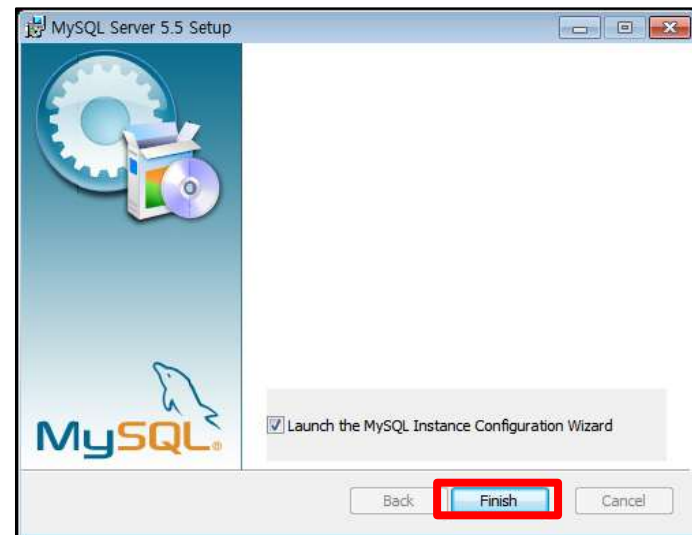 MySQL Server 5.5 Setup
MySQL®
Launch the MySQL Instance Configuration Wizard
Back Finish Cancel